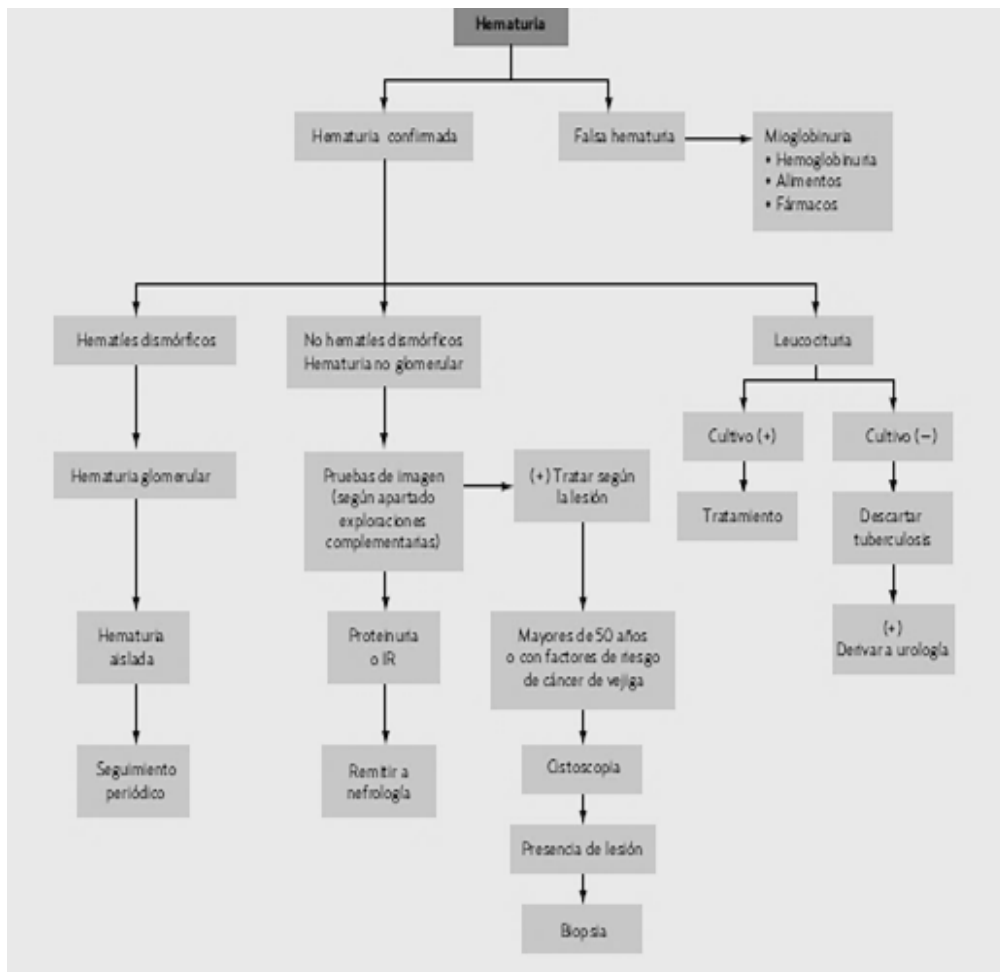 Hematuria
Hematuria confirmada
Falsa hematuria
Mioglobinuria
• Hemoglobinuria
• Alimentos
• Fármacos
Hematíes dismórficos
No hematíes dismórficos
Hematuria no glomerular
Leucocituria
Cultivo (+)
Cultivo (−)
Hematuria glomerular
Pruebas de imagen
(según apartado
exploraciones
complementarias)
(+) Tratar según
la lesión
Tratamiento
Descartar
tuberculosis
Hematuria
aislada
Proteinuria
o IR
Mayores de 50 años
o con factores de riesgo
de cáncer de vejiga
(+)
Derivar a urología
Seguimiento
periódico
Remitir a
nefrología
Cistoscopia
Presencia de lesión
Biopsia